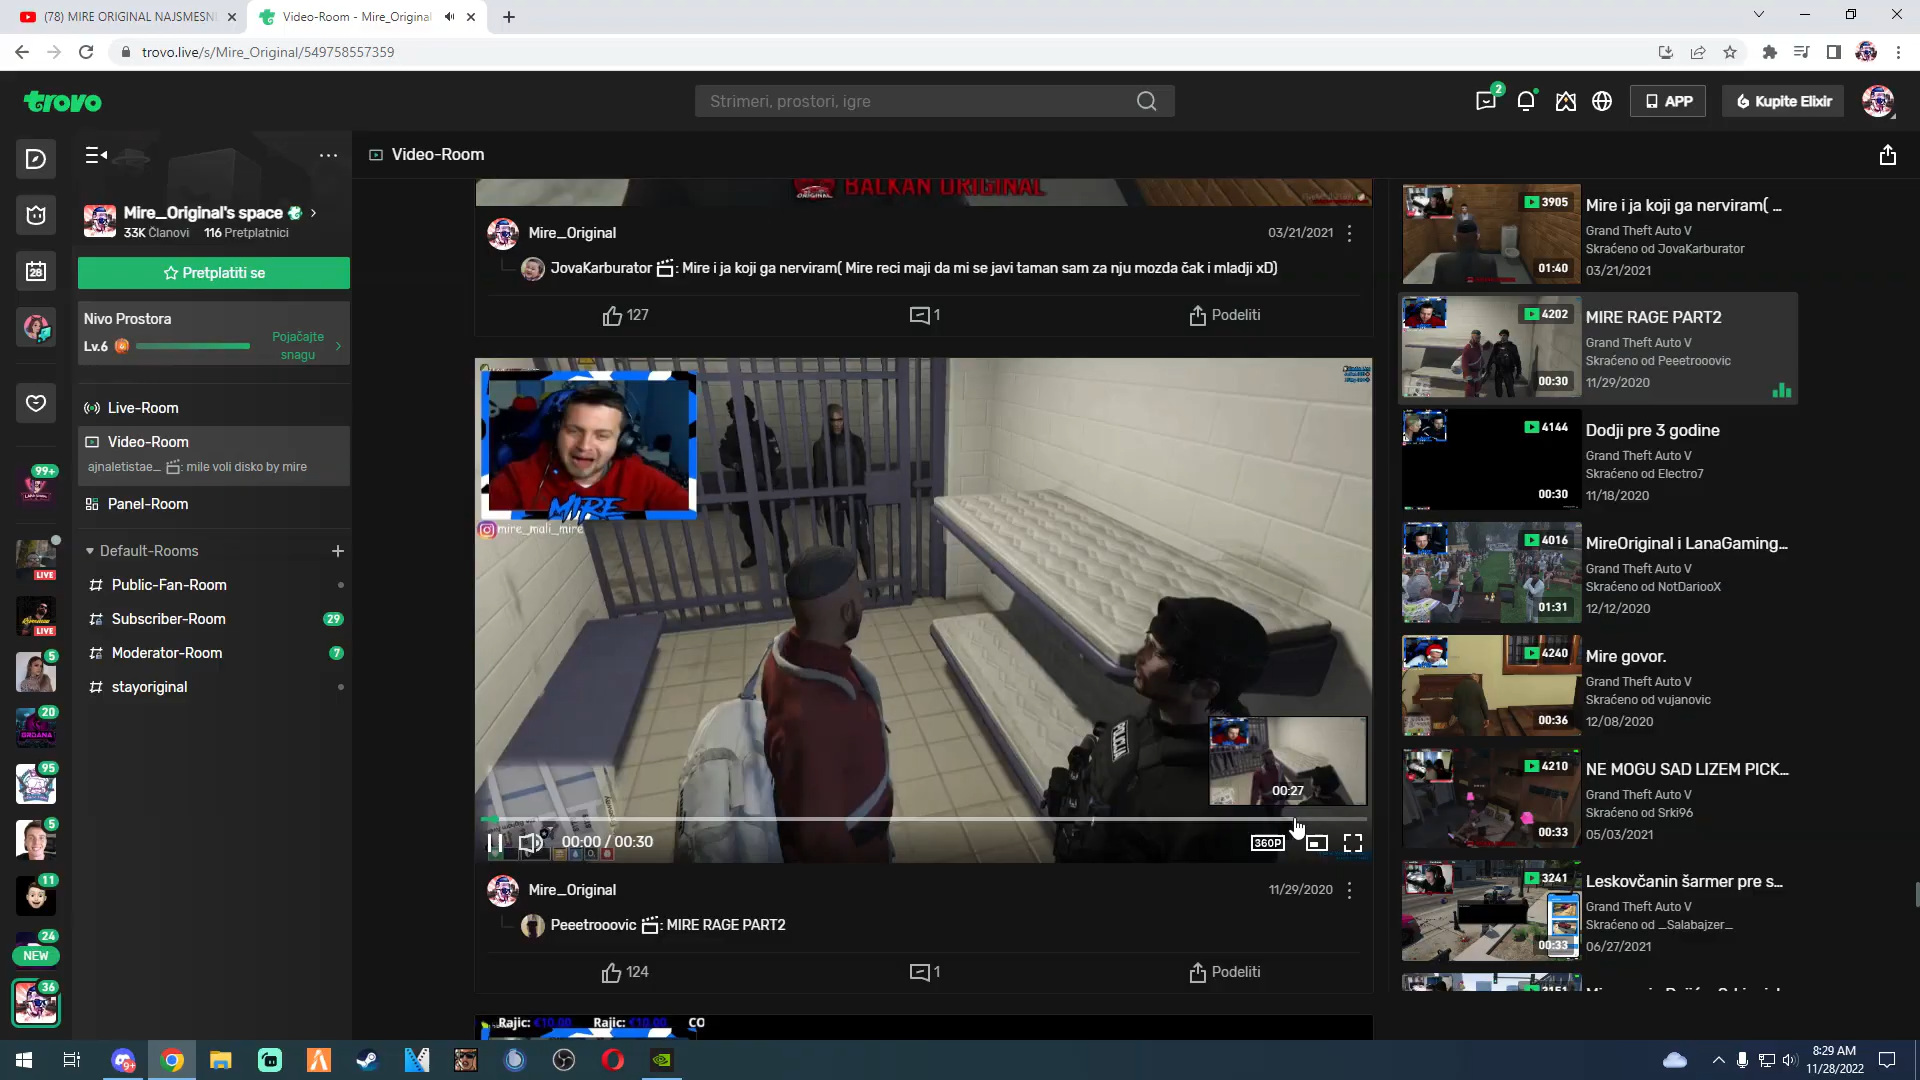 (78) MIRE ORIGINAL NAJSMESNI
Video-Room - Mire_Original
trovo.live/s/Mire_Original/549758557359
trovo
Strimeri, prostori, igre
2
APP
Kupite Elixir
28
99+
LIVE
LIVE
5
20
95
5
11
24
NEW
36
Mire_Original's space
33K Članovi 116 Pretplatnici
Pretplatiti se
Nivo Prostora
Lv.6
Pojačajte
snagu
Live-Room
Video-Room
ajnaletistae_ : mile voli disko by mire
Panel-Room
Default-Rooms
Public-Fan-Room
Subscriber-Room 29
Moderator-Room 7
stayoriginal
Video-Room
BALKAN ORIGINAL
Mire_Original 03/21/2021
JovaKarburator : Mire i ja koji ga nerviram( Mire reci maji da mi se javi taman sam za nju mozda čak i mladji xD)
127 1 Podeliti
MIRE
mire_mali_mire
POLICIJA
00:27
00:00 / 00:30 360P
Mire_Original 11/29/2020
Peeetrooovic : MIRE RAGE PART2
124 1 Podeliti
Rajic: €10.00 Rajic: €10.00 CO
3905
01:40
Mire i ja koji ga nerviram( ...
Grand Theft Auto V
Skraćeno od JovaKarburator
03/21/2021
4202
00:30
MIRE RAGE PART2
Grand Theft Auto V
Skraćeno od Peeetrooovic
11/29/2020
4144
00:30
Dodji pre 3 godine
Grand Theft Auto V
Skraćeno od Electro7
11/18/2020
4016
01:31
MireOriginal i LanaGaming...
Grand Theft Auto V
Skraćeno od NotDariooX
12/12/2020
4240
00:36
Mire govor.
Grand Theft Auto V
Skraćeno od vujanovic
12/08/2020
4210
00:33
NE MOGU SAD LIZEM PICK...
Grand Theft Auto V
Skraćeno od Srki96
05/03/2021
3241
00:33
Leskovčanin šarmer pre s...
Grand Theft Auto V
Skraćeno od _Salabajzer_
06/27/2021
8:29 AM
11/28/2022